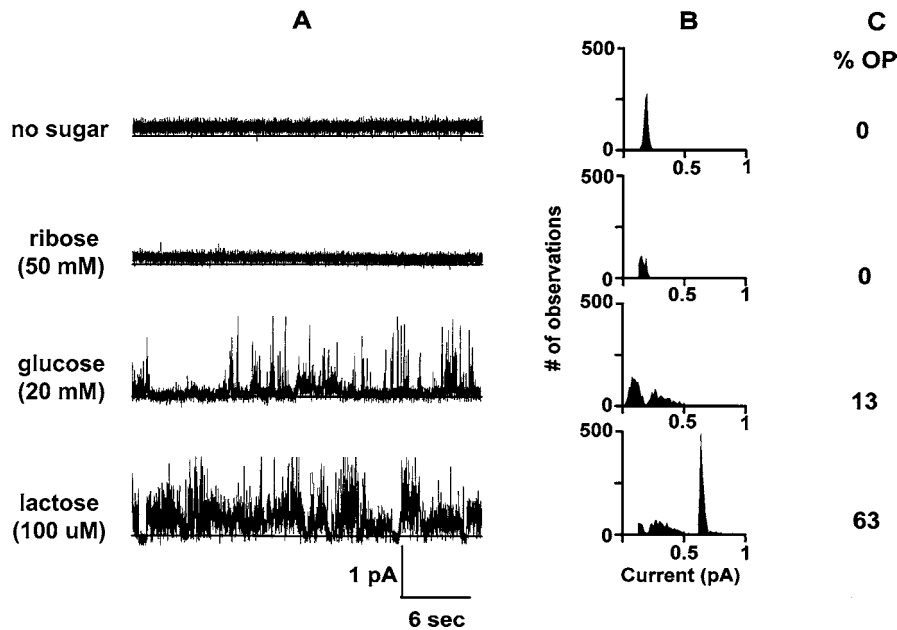 A
B
C
% OP
no sugar
500
0
0.5
1
0
ribose
(50 mM)
500
0
0.5
1
0
glucose
(20 mM)
500
0
0.5
1
13
lactose
(100 uM)
500
0
0.5
1
63
# of observations
Current (pA)
1 pA
6 sec